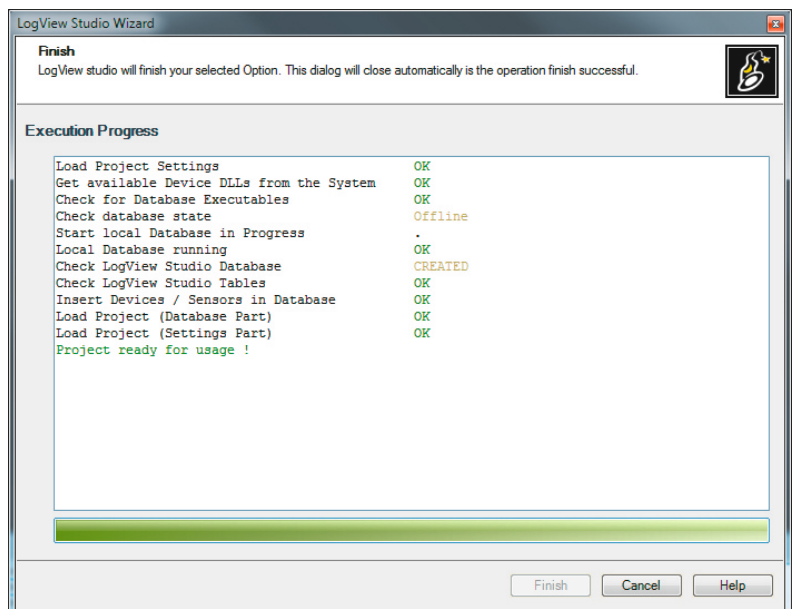 LogView Studio Wizard
Finish
LogView studio will finish your selected Option. This dialog will close automatically is the operation finish successful.
Execution Progress
Load Project Settings OK
Get available Device DLLs from the System OK
Check for Database Executables OK
Check database state Offline
Start local Database in Progress .
Local Database running OK
Check LogView Studio Database CREATED
Check LogView Studio Tables OK
Insert Devices / Sensors in Database OK
Load Project (Database Part) OK
Load Project (Settings Part) OK
Project ready for usage !
Finish Cancel Help